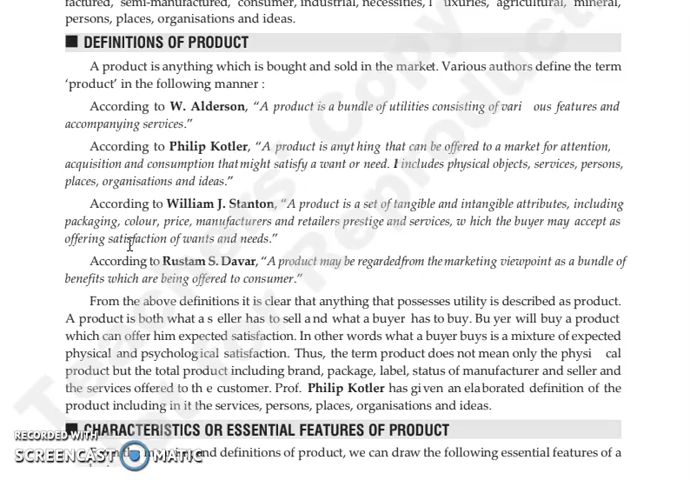 factured, semi-manufactured, consumer, industrial, necessities, l uxuries, agricultural, mineral,
persons, places, organisations and ideas.
DEFINITIONS OF PRODUCT
A product is anything which is bought and sold in the market. Various authors define the term
‘product’ in the following manner :
According to W. Alderson, “A product is a bundle of utilities consisting of vari ous features and
accompanying services.”
According to Philip Kotler, “A product is anyt hing that can be offered to a market for attention,
acquisition and consumption that might satisfy a want or need. I includes physical objects, services, persons,
places, organisations and ideas.”
According to William J. Stanton, “A product is a set of tangible and intangible attributes, including
packaging, colour, price, manufacturers and retailers prestige and services, w hich the buyer may accept as
offering satisfaction of wants and needs.”
According to Rustam S. Davar, “A product may be regarded from the marketing viewpoint as a bundle of
benefits which are being offered to consumer.”
From the above definitions it is clear that anything that possesses utility is described as product.
A product is both what a s eller has to sell and what a buyer has to buy. Bu yer will buy a product
which can offer him expected satisfaction. In other words what a buyer buys is a mixture of expected
physical and psychological satisfaction. Thus, the term product does not mean only the physi cal
product but the total product including brand, package, label, status of manufacturer and seller and
the services offered to th e customer. Prof. Philip Kotler has given an elaborated definition of the
product including in it the services, persons, places, organisations and ideas.
CHARACTERISTICS OR ESSENTIAL FEATURES OF PRODUCT
and definitions of product, we can draw the following essential features of a
RECORDED WITH
SCREENCAST MATIC
Teachers Copy
Not for Reproduction